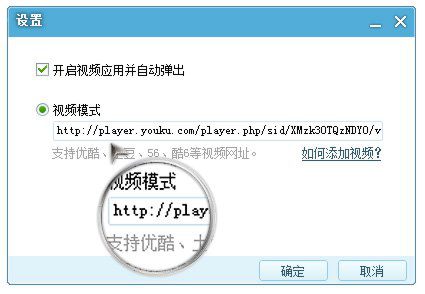 设置
开启视频应用并自动弹出
视频模式
http://player.youku.com/player.php/sid/XMzk3OTQzNDY0/v
支持优酷、土豆、56、酷6等视频网址。 如何添加视频?
视频模式
http://play
支持优酷、土
确定 取消